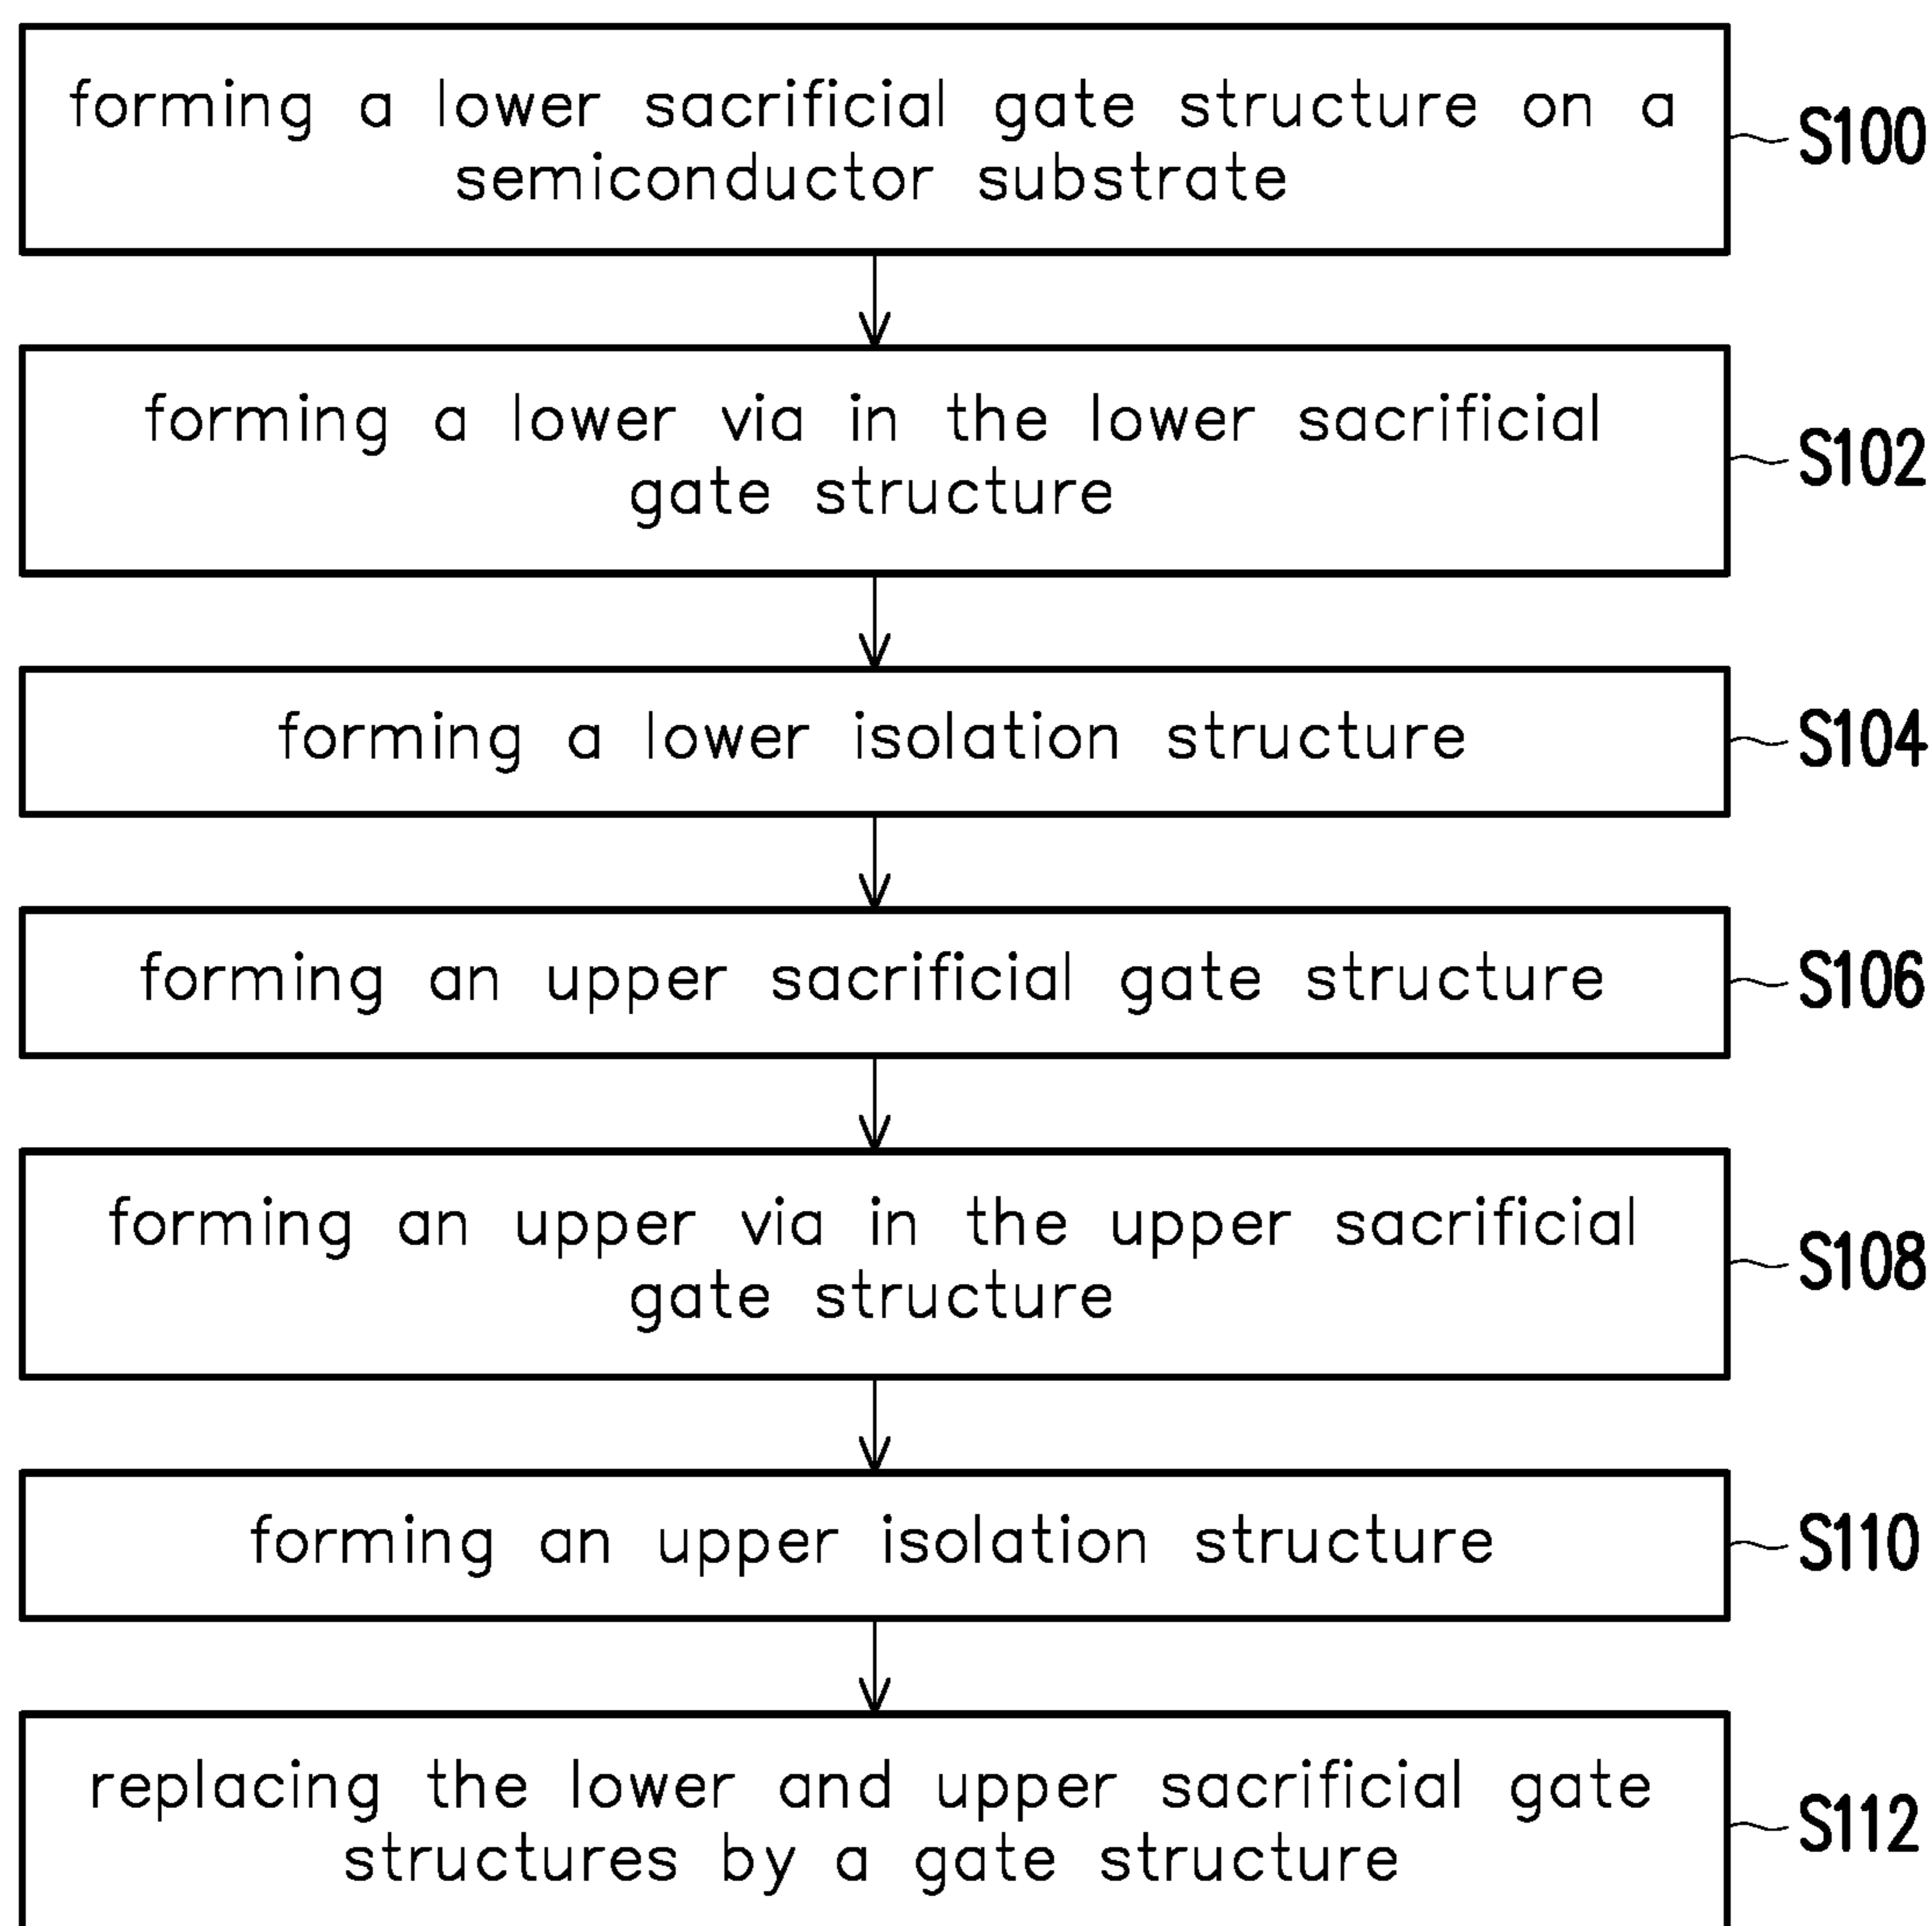 forming a lower sacrificial gate structure on a
semiconductor substrate
S100
forming a lower via in the lower sacrificial
gate structure
S102
forming a lower isolation structure
S104
forming an upper sacrificial gate structure
S106
forming an upper via in the upper sacrificial
gate structure
S108
forming an upper isolation structure
S110
replacing the lower and upper sacrificial gate
structures by a gate structure
S112